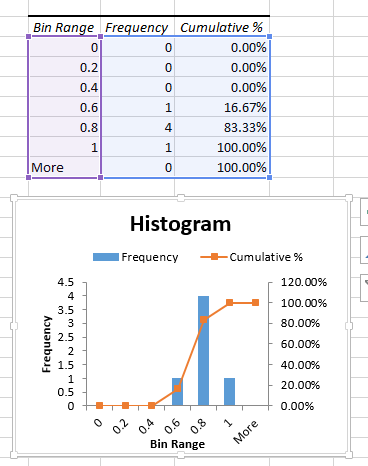 Bin Range Frequency Cumulative %
0 0 0.00%
0.2 0 0.00%
0.4 0 0.00%
0.6 1 16.67%
0.8 4 83.33%
1 1 100.00%
More 0 100.00%
Histogram
Frequency Cumulative %
4.5 120.00%
4 100.00%
3.5 80.00%
3 60.00%
2.5 40.00%
2 20.00%
1.5 0.00%
1
0.5
0
Frequency
0 0.2 0.4 0.6 0.8 1 More
Bin Range